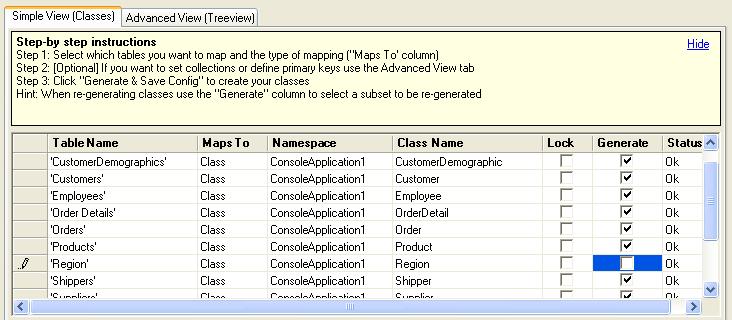 Simple View (Classes) Advanced View (Treeview)
Step-by step instructions Hide
Step 1: Select which tables you want to map and the type of mapping ("Maps To' column)
Step 2: [Optional] If you want to set collections or define primary keys use the Advanced View tab
Step 3: Click "Generate & Save Config" to create your classes
Hint: When re-generating classes use the "Generate" column to select a subset to be re-generated
Table Name Maps To Namespace Class Name Lock Generate Status
'CustomerDemographics' Class ConsoleApplication1 CustomerDemographic Ok
'Customers' Class ConsoleApplication1 Customer Ok
'Employees' Class ConsoleApplication1 Employee Ok
'Order Details' Class ConsoleApplication1 OrderDetail Ok
'Orders' Class ConsoleApplication1 Order Ok
'Products' Class ConsoleApplication1 Product Ok
'Region' Class ConsoleApplication1 Region Ok
'Shippers' Class ConsoleApplication1 Shipper Ok
'Suppliers' Class ConsoleApplication1 Supplier Ok